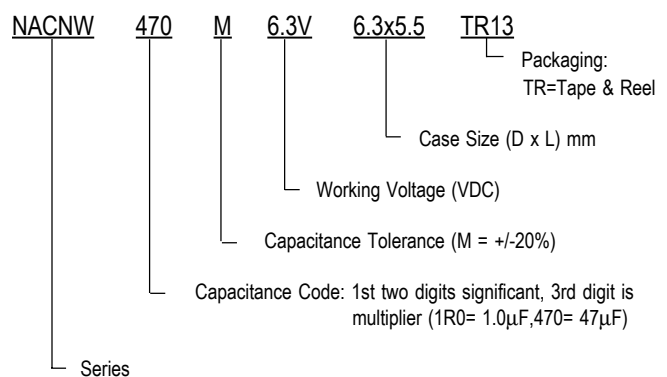 NACNW 470 M 6.3V 6.3x5.5 TR13
Packaging:
TR=Tape & Reel
Case Size (D x L) mm
Working Voltage (VDC)
Capacitance Tolerance (M = +/-20%)
Capacitance Code: 1st two digits significant, 3rd digit is
multiplier (1R0= 1.0µF,470= 47µF)
Series